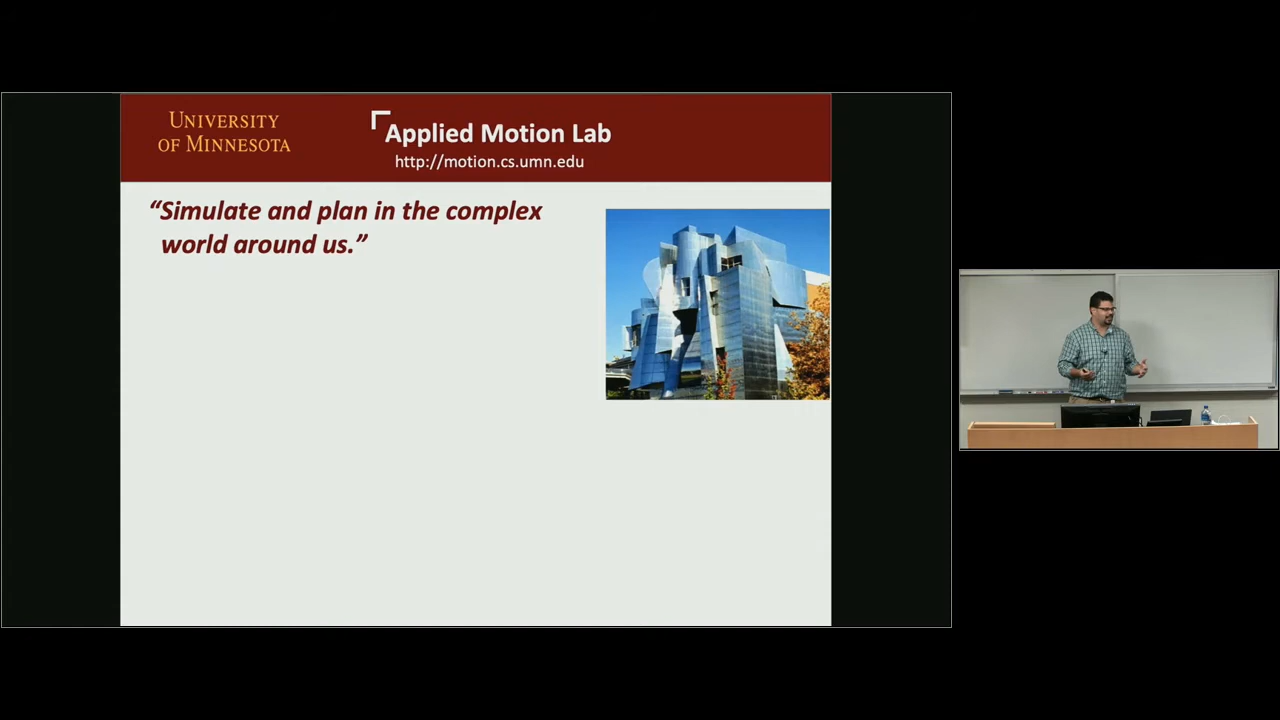 UNIVERSITY
OF MINNESOTA
Applied Motion Lab
http://motion.cs.umn.edu
“Simulate and plan in the complex
world around us.”